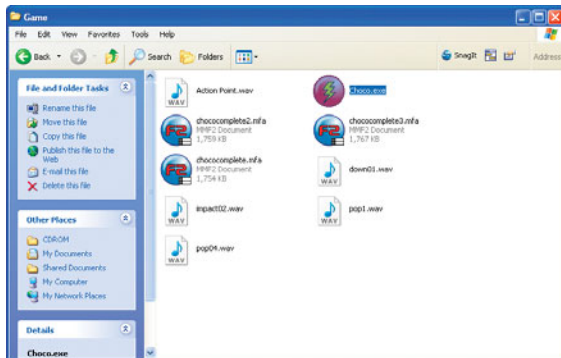 Game
File Edit View Favorites Tools Help
Back Search Folders SnagIt Address
File and Folder Tasks
Rename this file
Move this file
Copy this file
Publish this file to the
Web
E-mail this file
Delete this file
Other Places
CDROM
My Documents
Shared Documents
My Computer
My Network Places
Details
Choco.exe
WAV Action Point.wav
Choco.exe
chococomplete2.mfa
MMF2 Document
1,759 KB
chococomplete3.mfa
MMF2 Document
1,767 KB
chococomplete.mfa
MMF2 Document
1,754 KB
WAV down01.wav
WAV impact02.wav
WAV pop1.wav
WAV pop04.wav